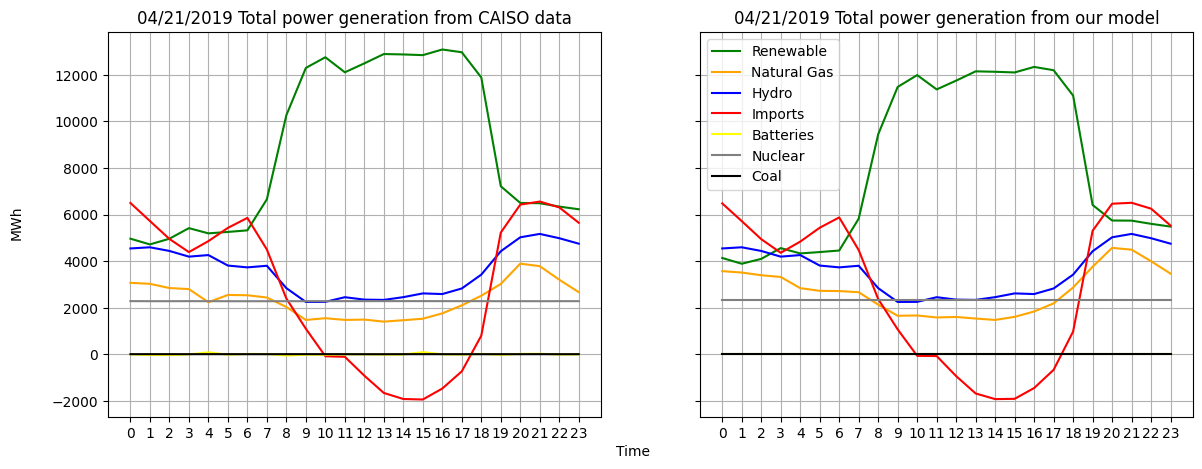 04/21/2019 Total power generation from CAISO data
04/21/2019 Total power generation from our model
MWh
12000
10000
8000
6000
4000
2000
0
−2000
Renewable
Natural Gas
Hydro
Imports
Batteries
Nuclear
Coal
0 1 2 3 4 5 6 7 8 9 10 11 12 13 14 15 16 17 18 19 20 21 22 23
0 1 2 3 4 5 6 7 8 9 10 11 12 13 14 15 16 17 18 19 20 21 22 23
Time